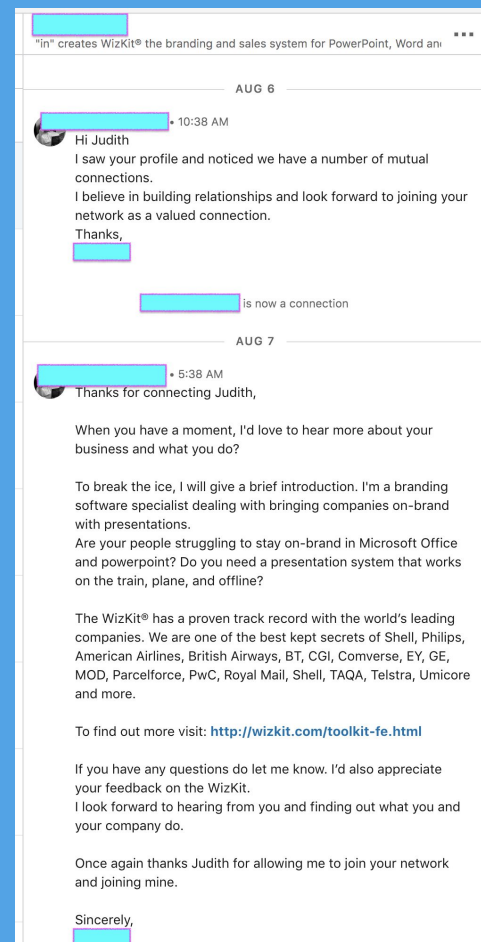 "in" creates WizKit® the branding and sales system for PowerPoint, Word
AUG 6
• 10:38 AM
Hi Judith
I saw your profile and noticed we have a number of mutual
connections.
I believe in building relationships and look forward to joining your
network as a valued connection.
Thanks,
is now a connection
AUG 7
• 5:38 AM
Thanks for connecting Judith,
When you have a moment, I'd love to hear more about your
business and what you do?
To break the ice, I will give a brief introduction. I'm a branding
software specialist dealing with bringing companies on-brand
with presentations.
Are your people struggling to stay on-brand in Microsoft Office
and powerpoint? Do you need a presentation system that works
on the train, plane, and offline?
The WizKit® has a proven track record with the world's leading
companies. We are one of the best kept secrets of Shell, Philips,
American Airlines, British Airways, BT, CGI, Comverse, EY, GE,
MOD, Parcelforce, PwC, Royal Mail, Shell, TAQA, Telstra, Umicore
and more.
To find out more visit: http://wizkit.com/toolkit-fe.html
If you have any questions do let me know. I'd also appreciate
your feedback on the WizKit.
I look forward to hearing from you and finding out what you and
your company do.
Once again thanks Judith for allowing me to join your network
and joining mine.
Sincerely,